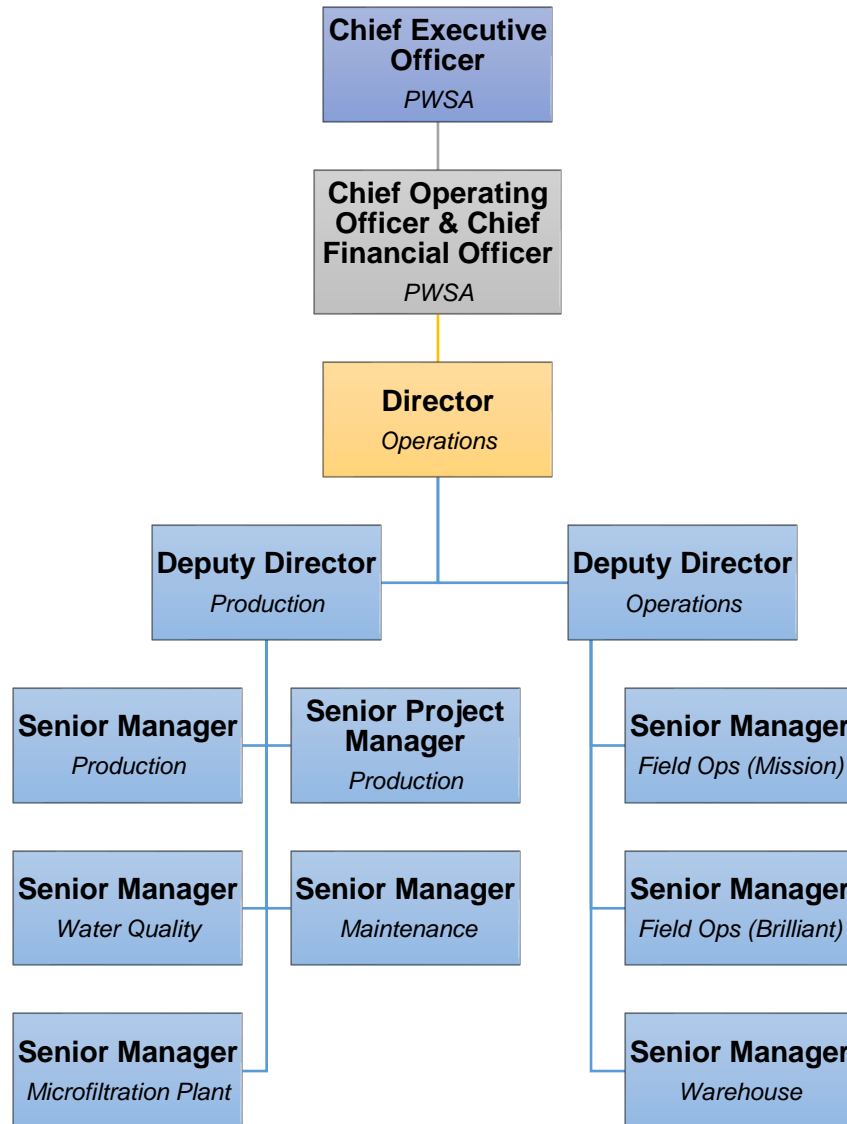 Chief Executive
Officer
PWSA
Chief Operating
Officer & Chief
Financial Officer
PWSA
Director
Operations
Deputy Director
Production
Deputy Director
Operations
Senior Manager
Production
Senior Project
Manager
Production
Senior Manager
Field Ops (Mission)
Senior Manager
Water Quality
Senior Manager
Maintenance
Senior Manager
Field Ops (Brilliant)
Senior Manager
Microfiltration Plant
Senior Manager
Warehouse